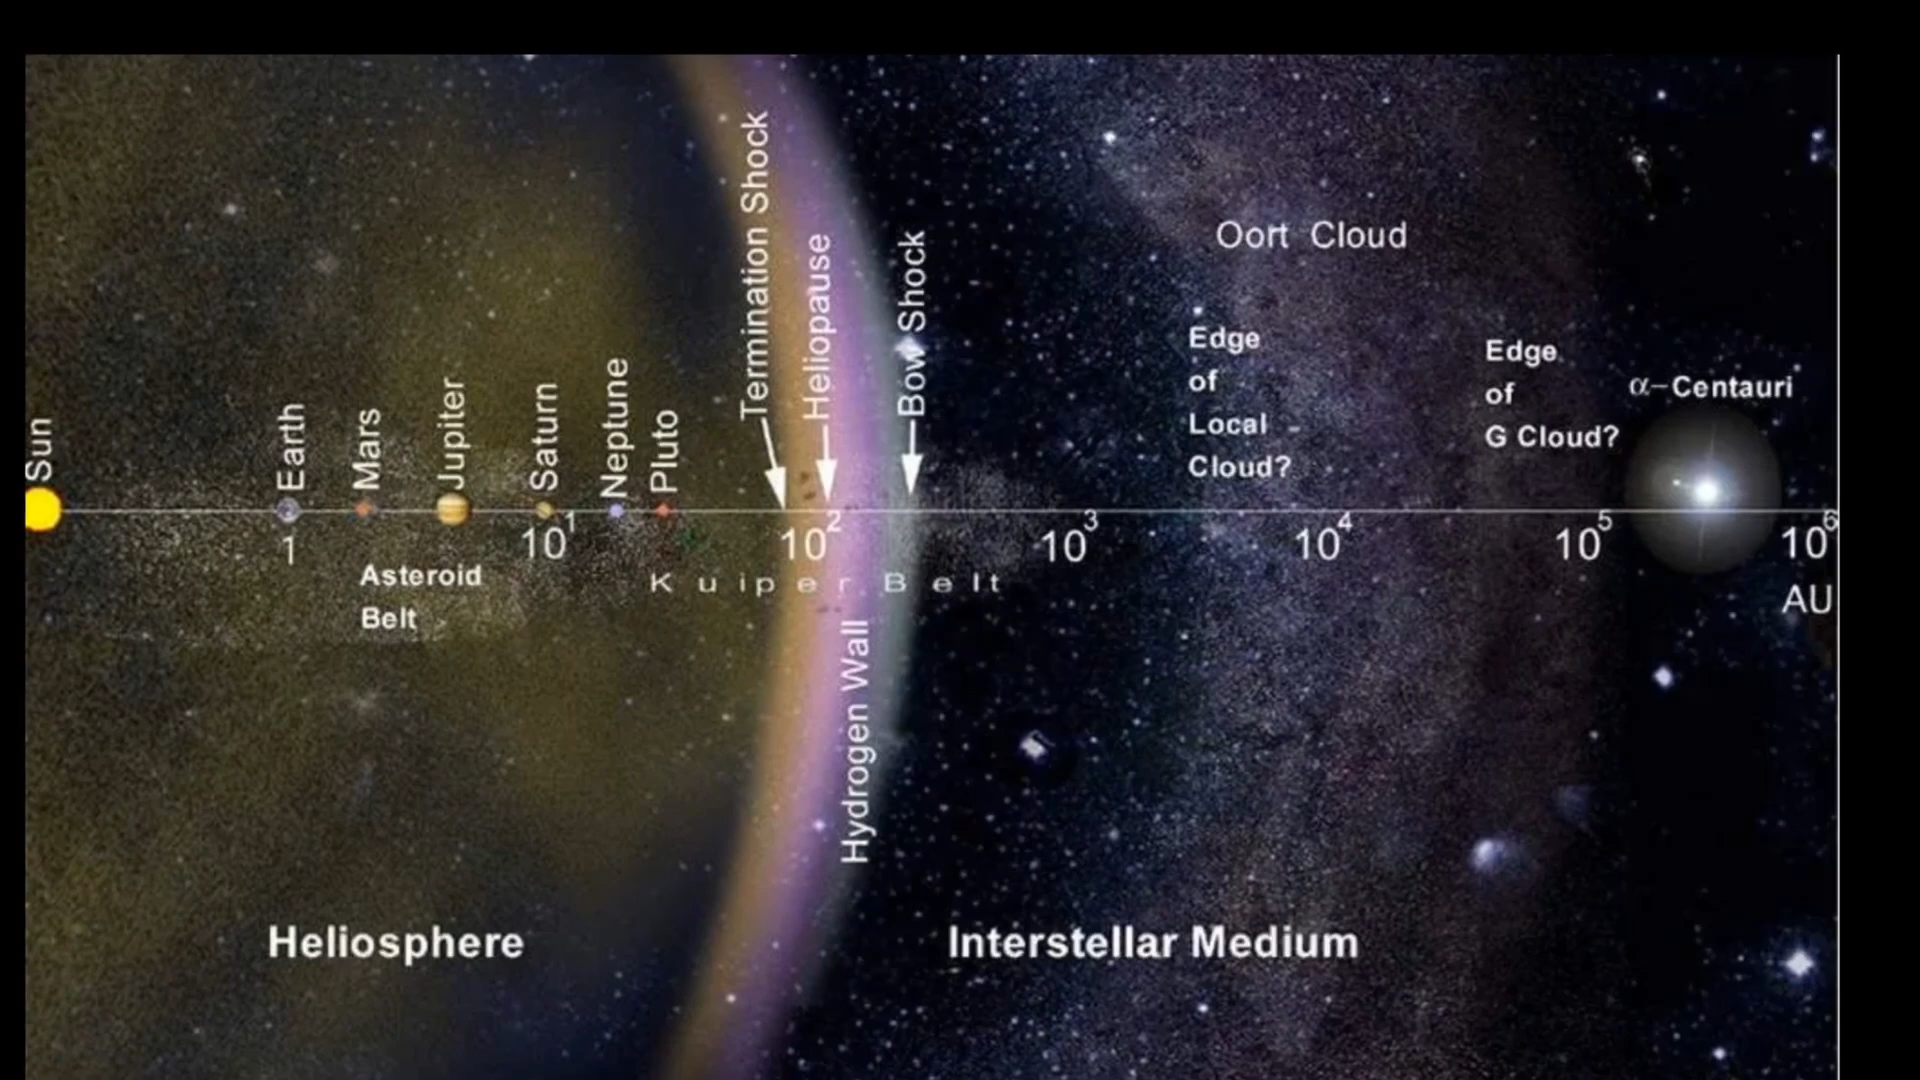 Sun
Earth
Mars
Jupiter
Saturn
Neptune
Pluto
Termination Shock
Heliopause
Bow Shock
Oort Cloud
Edge
of
Local
Cloud?
Edge
of
G Cloud?
α–Centauri
1
10¹
10²
10³
10⁴
10⁵
10⁶
AU
Asteroid
Belt
Kuiper Belt
Hydrogen Wall
Heliosphere
Interstellar Medium